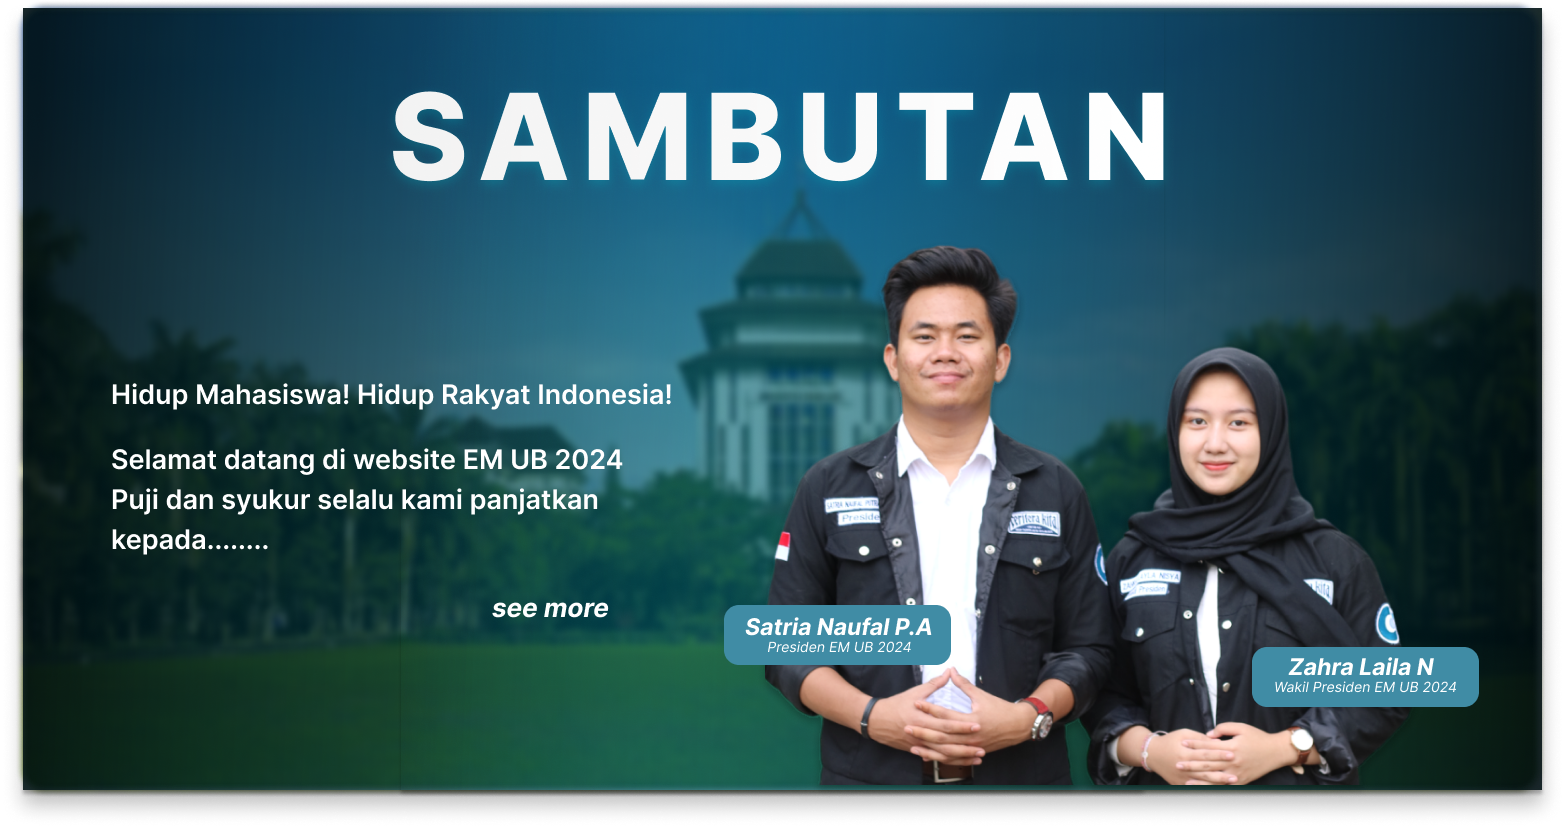 SAMBUTAN
Hidup Mahasiswa! Hidup Rakyat Indonesia!
Selamat datang di website EM UB 2024
Puji dan syukur selalu kami panjatkan
kepada........
see more
Satria Naufal P.A
Presiden EM UB 2024
Zahra Laila N
Wakil Presiden EM UB 2024